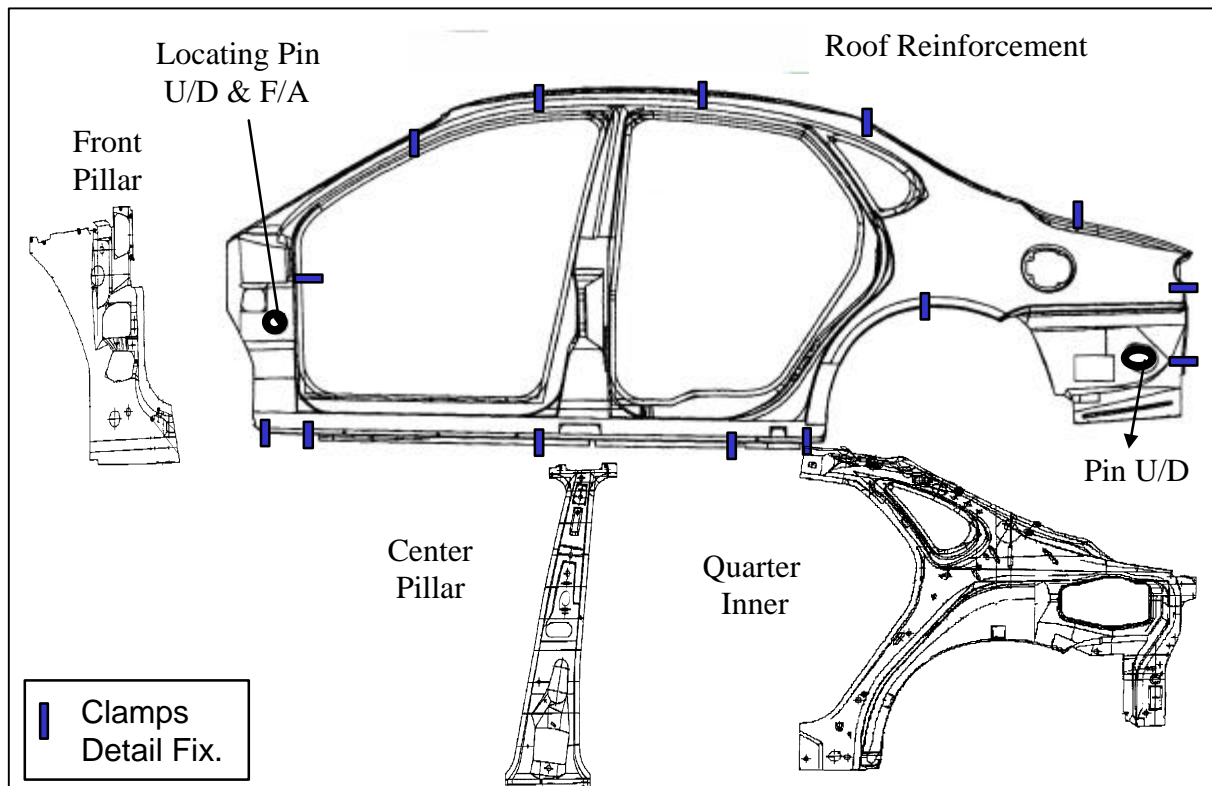 Locating Pin
U/D & F/A
Roof Reinforcement
Front
Pillar
Pin U/D
Center
Pillar
Quarter
Inner
Clamps
Detail Fix.